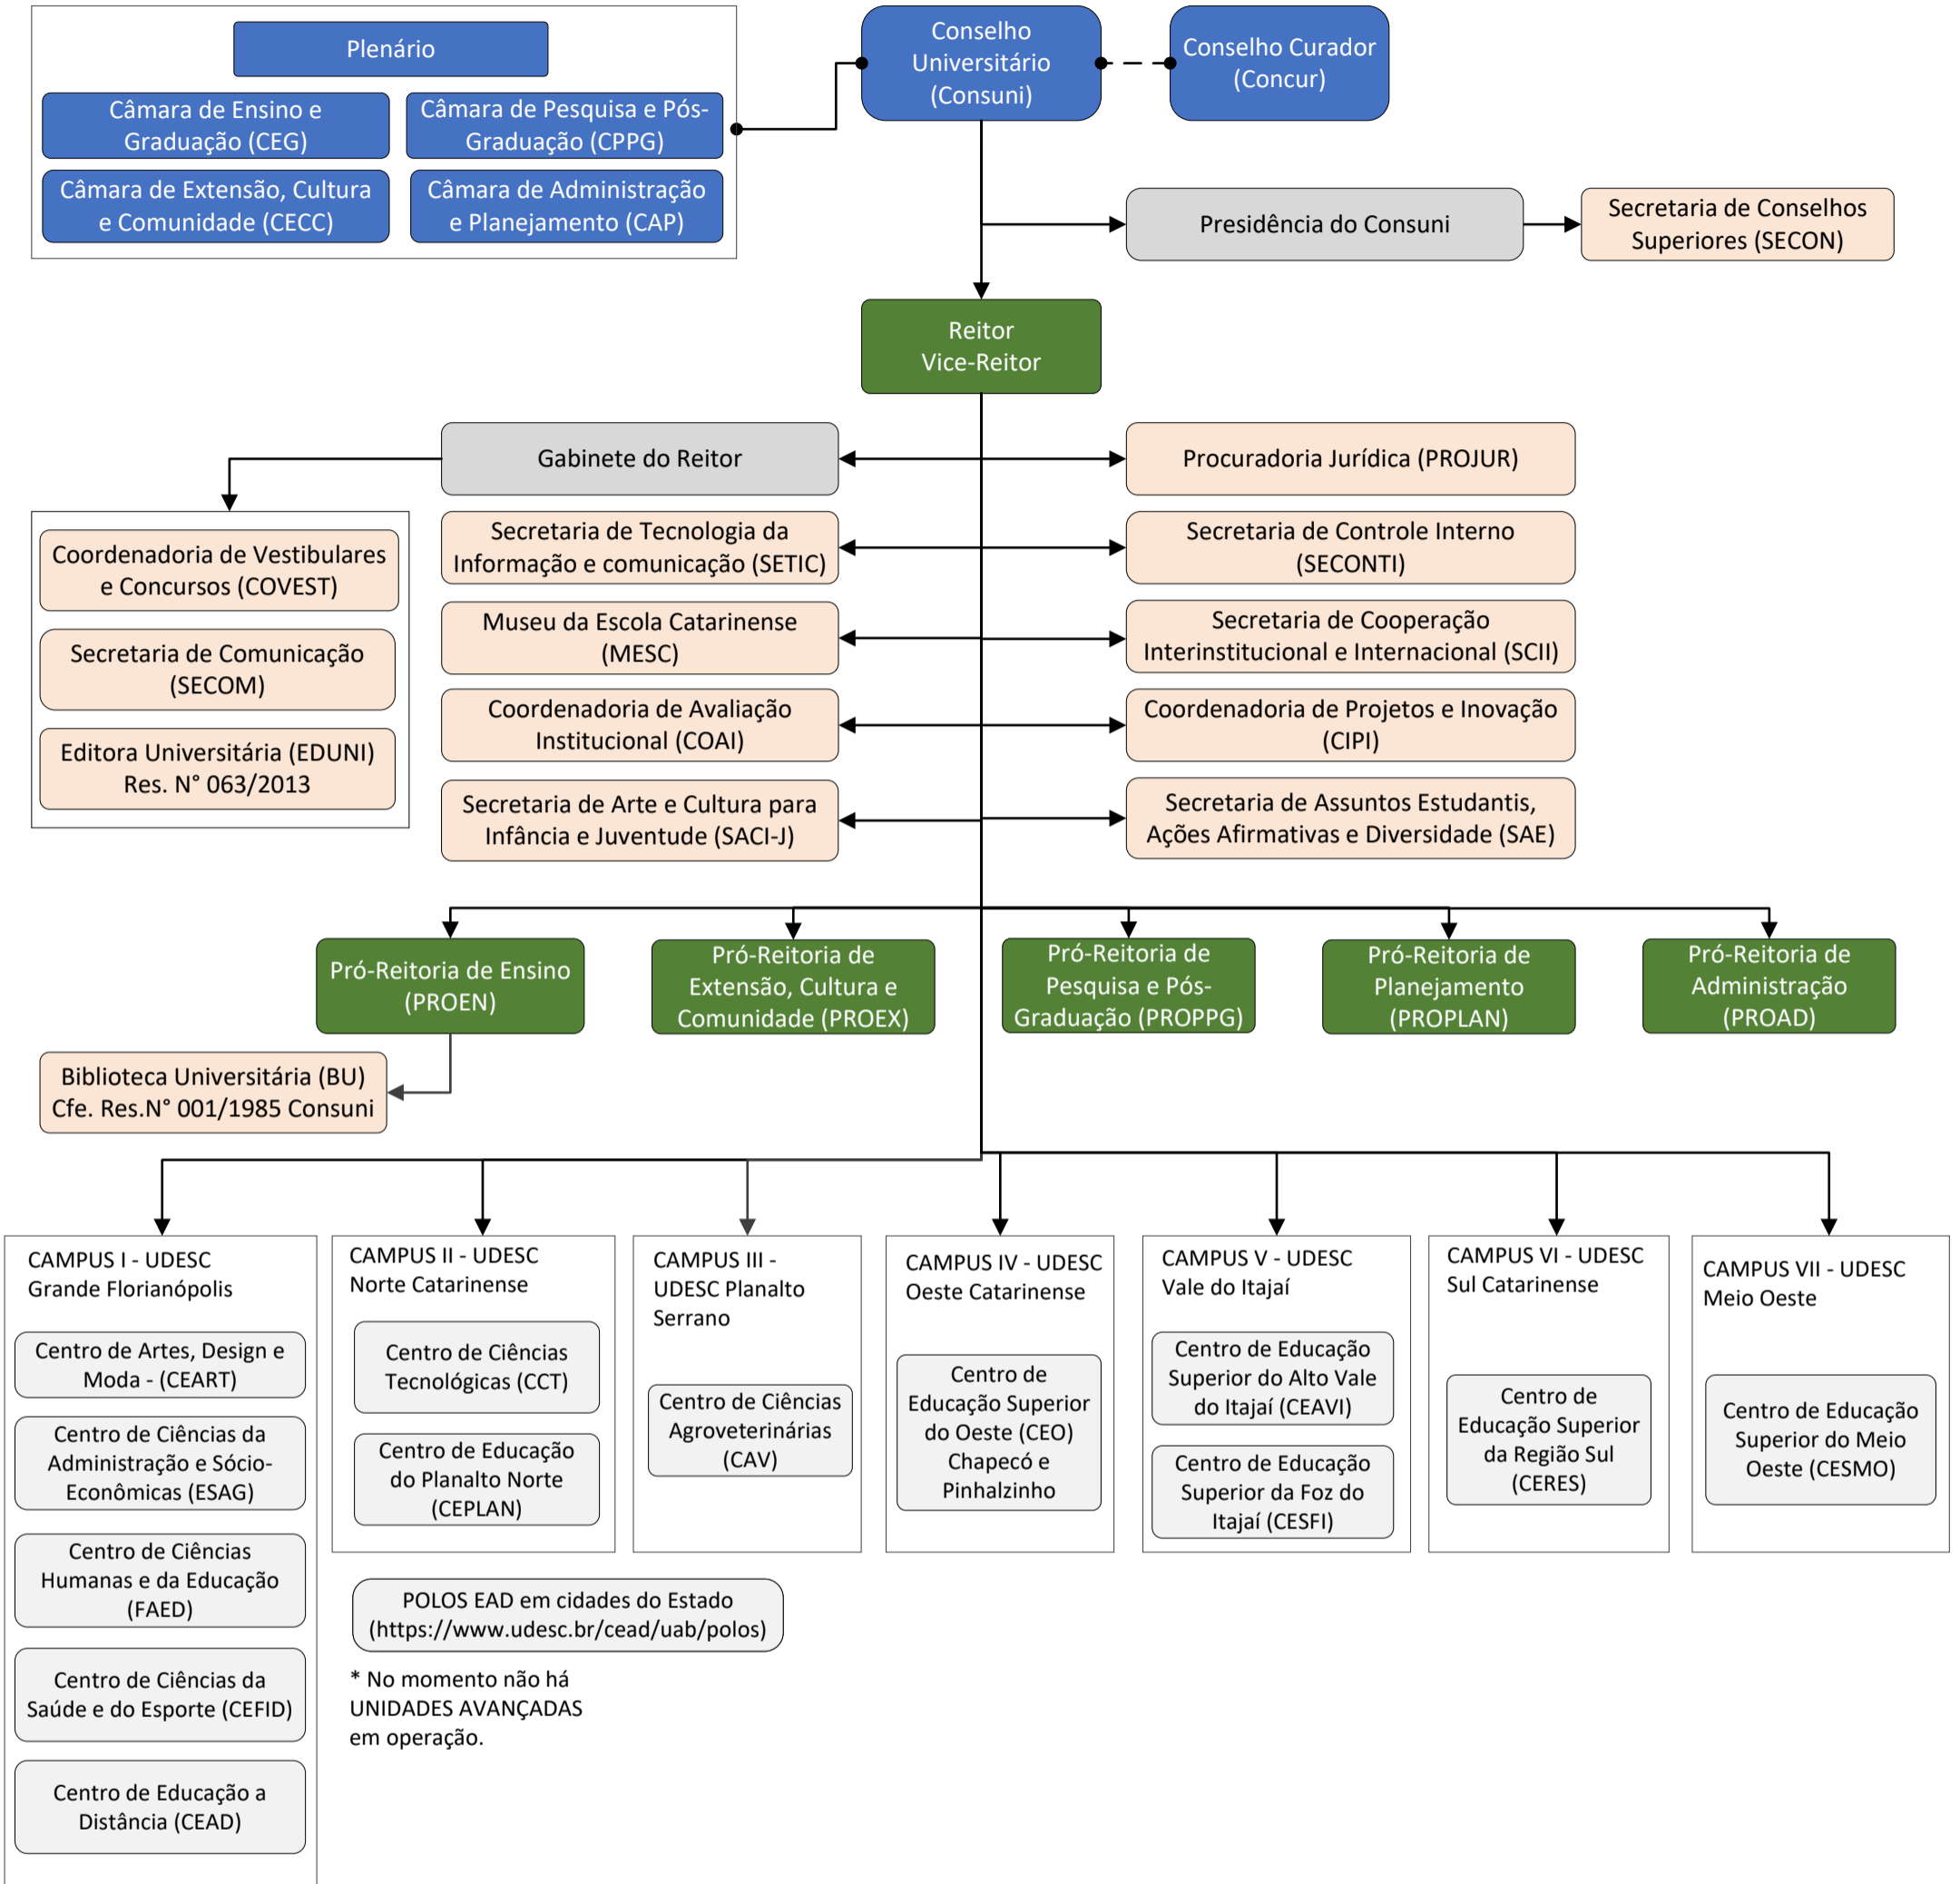 Plenário
Câmara de Ensino e
Graduação (CEG)
Câmara de Pesquisa e Pós-
Graduação (CPPG)
Câmara de Extensão, Cultura
e Comunidade (CECC)
Câmara de Administração
e Planejamento (CAP)
Conselho
Universitário
(Consuni)
Conselho Curador
(Concur)
Presidência do Consuni
Secretaria de Conselhos
Superiores (SECON)
Reitor
Vice-Reitor
Gabinete do Reitor
Procuradoria Jurídica (PROJUR)
Coordenadoria de Vestibulares
e Concursos (COVEST)
Secretaria de Comunicação
(SECOM)
Editora Universitária (EDUNI)
Res. N° 063/2013
Secretaria de Tecnologia da
Informação e comunicação (SETIC)
Secretaria de Controle Interno
(SECONTI)
Museu da Escola Catarinense
(MESC)
Secretaria de Cooperação
Interinstitucional e Internacional (SCII)
Coordenadoria de Avaliação
Institucional (COAI)
Coordenadoria de Projetos e Inovação
(CIPI)
Secretaria de Arte e Cultura para
Infância e Juventude (SACI-J)
Secretaria de Assuntos Estudantis,
Ações Afirmativas e Diversidade (SAE)
Pró-Reitoria de Ensino
(PROEN)
Pró-Reitoria de
Extensão, Cultura e
Comunidade (PROEX)
Pró-Reitoria de
Pesquisa e Pós-
Graduação (PROPPG)
Pró-Reitoria de
Planejamento
(PROPLAN)
Pró-Reitoria de
Administração
(PROAD)
Biblioteca Universitária (BU)
Cfe. Res.N° 001/1985 Consuni
CAMPUS I - UDESC
Grande Florianópolis
Centro de Artes, Design e
Moda - (CEART)
Centro de Ciências da
Administração e Sócio-
Econômicas (ESAG)
Centro de Ciências
Humanas e da Educação
(FAED)
Centro de Ciências da
Saúde e do Esporte (CEFID)
Centro de Educação a
Distância (CEAD)
CAMPUS II - UDESC
Norte Catarinense
Centro de Ciências
Tecnológicas (CCT)
Centro de Educação
do Planalto Norte
(CEPLAN)
CAMPUS III -
UDESC Planalto
Serrano
Centro de Ciências
Agroveterinárias
(CAV)
CAMPUS IV - UDESC
Oeste Catarinense
Centro de
Educação Superior
do Oeste (CEO)
Chapecó e
Pinhalzinho
CAMPUS V - UDESC
Vale do Itajaí
Centro de Educação
Superior do Alto Vale
do Itajaí (CEAVI)
Centro de Educação
Superior da Foz do
Itajaí (CESFI)
CAMPUS VI - UDESC
Sul Catarinense
Centro de
Educação Superior
da Região Sul
(CERES)
CAMPUS VII - UDESC
Meio Oeste
Centro de Educação
Superior do Meio
Oeste (CESMO)
POLOS EAD em cidades do Estado
(https://www.udesc.br/cead/uab/polos)
* No momento não há
UNIDADES AVANÇADAS
em operação.